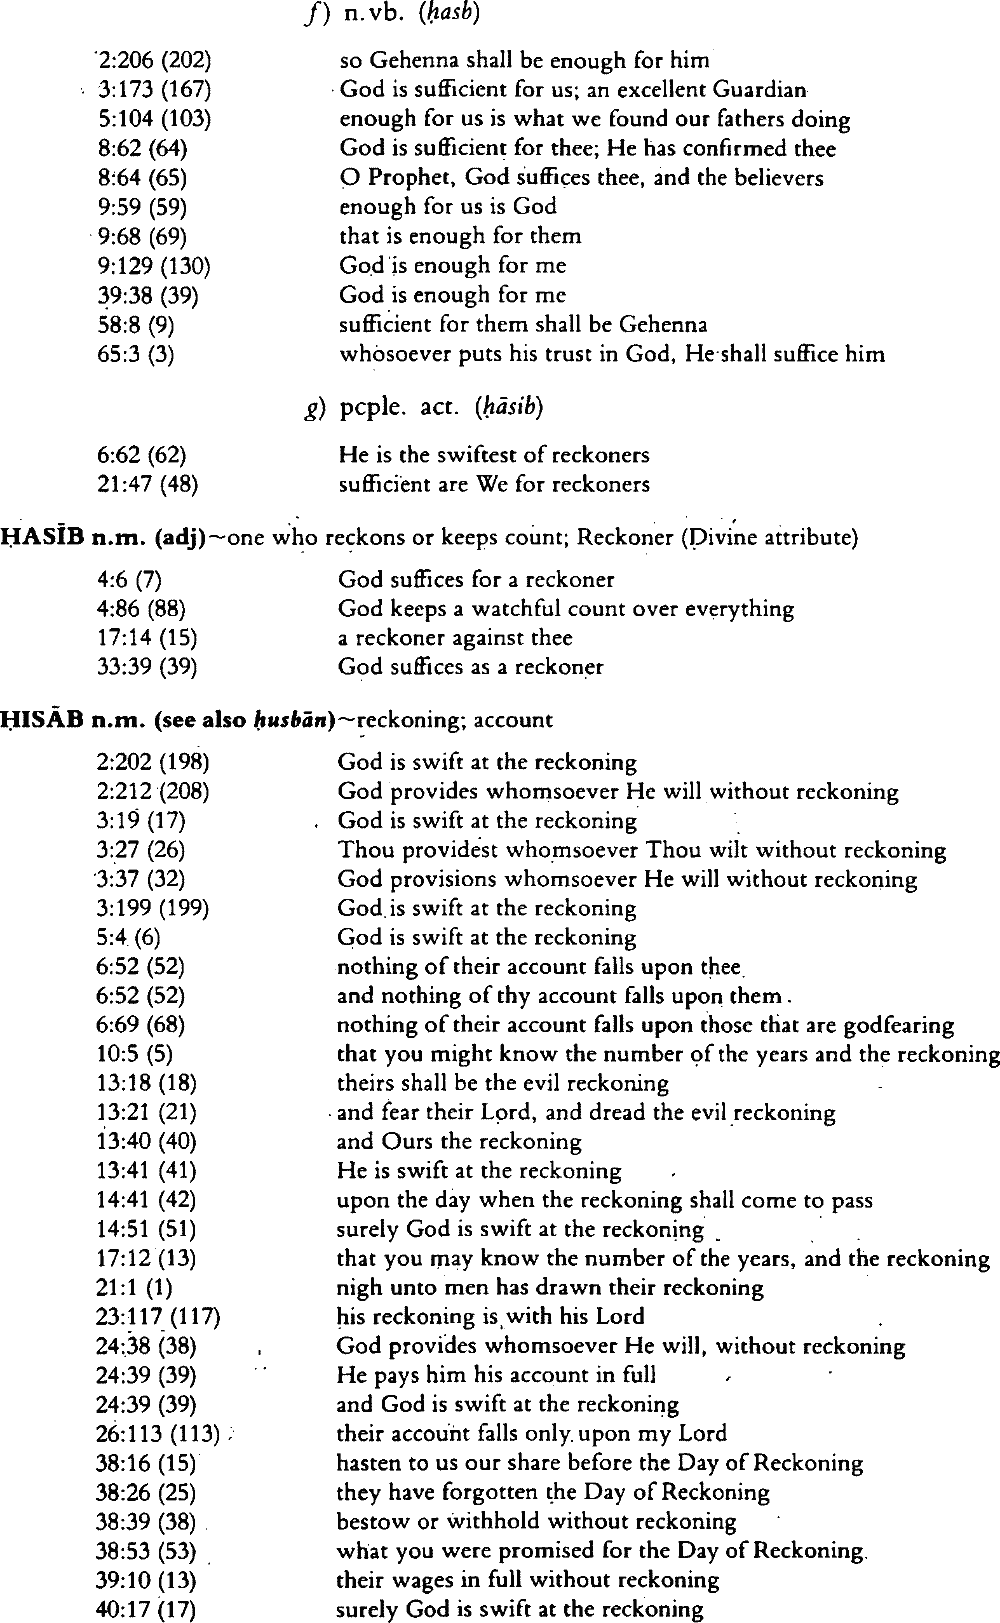 f) n.vb. (ḥasb)
2:206 (202) so Gehenna shall be enough for him
3:173 (167) God is sufficient for us; an excellent Guardian
5:104 (103) enough for us is what we found our fathers doing
8:62 (64) God is sufficient for thee; He has confirmed thee
8:64 (65) O Prophet, God suffices thee, and the believers
9:59 (59) enough for us is God
9:68 (69) that is enough for them
9:129 (130) God is enough for me
39:38 (39) God is enough for me
58:8 (9) sufficient for them shall be Gehenna
65:3 (3) whosoever puts his trust in God, He shall suffice him
g) pcple. act. (ḥāsib)
6:62 (62) He is the swiftest of reckoners
21:47 (48) sufficient are We for reckoners
ḤASĪB n.m. (adj)~one who reckons or keeps count; Reckoner (Divine attribute)
4:6 (7) God suffices for a reckoner
4:86 (88) God keeps a watchful count over everything
17:14 (15) a reckoner against thee
33:39 (39) God suffices as a reckoner
ḤISĀB n.m. (see also ḥusbān)~reckoning; account
2:202 (198) God is swift at the reckoning
2:212 (208) God provides whomsoever He will without reckoning
3:19 (17) God is swift at the reckoning
3:27 (26) Thou providest whomsoever Thou wilt without reckoning
3:37 (32) God provisions whomsoever He will without reckoning
3:199 (199) God is swift at the reckoning
5:4 (6) God is swift at the reckoning
6:52 (52) nothing of their account falls upon thee
6:52 (52) and nothing of thy account falls upon them
6:69 (68) nothing of their account falls upon those that are godfearing
10:5 (5) that you might know the number of the years and the reckoning
13:18 (18) theirs shall be the evil reckoning
13:21 (21) and fear their Lord, and dread the evil reckoning
13:40 (40) and Ours the reckoning
13:41 (41) He is swift at the reckoning
14:41 (42) upon the day when the reckoning shall come to pass
14:51 (51) surely God is swift at the reckoning
17:12 (13) that you may know the number of the years, and the reckoning
21:1 (1) nigh unto men has drawn their reckoning
23:117 (117) his reckoning is with his Lord
24:38 (38) God provides whomsoever He will, without reckoning
24:39 (39) He pays him his account in full
24:39 (39) and God is swift at the reckoning
26:113 (113) their account falls only upon my Lord
38:16 (15) hasten to us our share before the Day of Reckoning
38:26 (25) they have forgotten the Day of Reckoning
38:39 (38) bestow or withhold without reckoning
38:53 (53) what you were promised for the Day of Reckoning
39:10 (13) their wages in full without reckoning
40:17 (17) surely God is swift at the reckoning